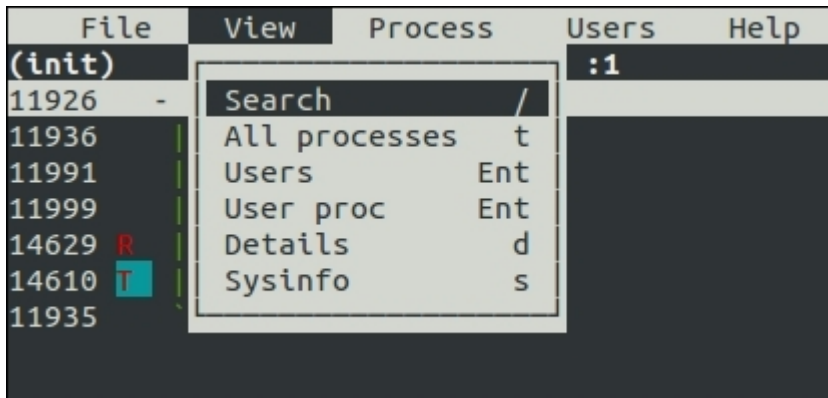 File View Process Users Help
(init) :1
11926 - Search /
11936 All processes t
11991 Users Ent
11999 User proc Ent
14629 R Details d
14610 T Sysinfo s
11935 `